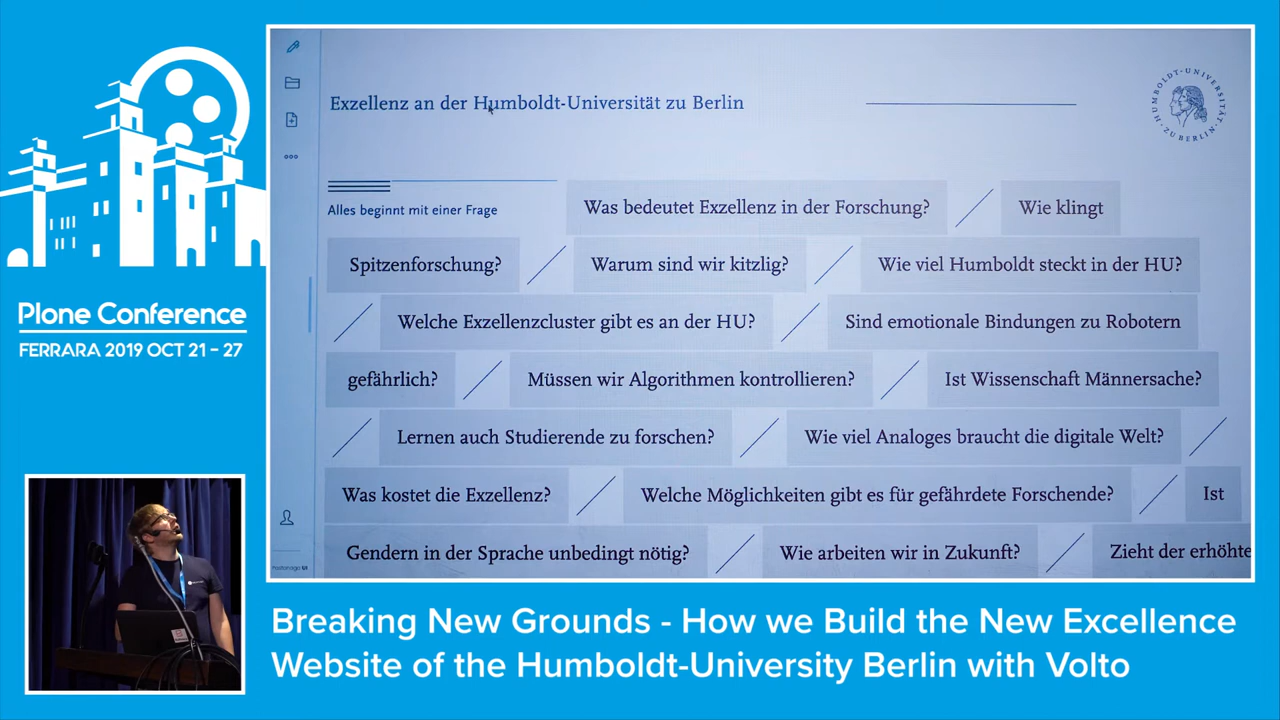 Plone Conference
FERRARA 2019 OCT 21 – 27
Exzellenz an der Humboldt-Universität zu Berlin
HUMBOLDT-UNIVERSITÄT · ZU BERLIN ·
Alles beginnt mit einer Frage
Was bedeutet Exzellenz in der Forschung? / Wie klingt
Spitzenforschung? / Warum sind wir kitzlig? / Wie viel Humboldt steckt in der HU?
/ Welche Exzellenzcluster gibt es an der HU? / Sind emotionale Bindungen zu Robotern
gefährlich? / Müssen wir Algorithmen kontrollieren? / Ist Wissenschaft Männersache?
/ Lernen auch Studierende zu forschen? / Wie viel Analoges braucht die digitale Welt? /
Was kostet die Exzellenz? / Welche Möglichkeiten gibt es für gefährdete Forschende? / Ist
Gendern in der Sprache unbedingt nötig? / Wie arbeiten wir in Zukunft? / Zieht der erhöhte
Breaking New Grounds - How we Build the New Excellence
Website of the Humboldt-University Berlin with Volto